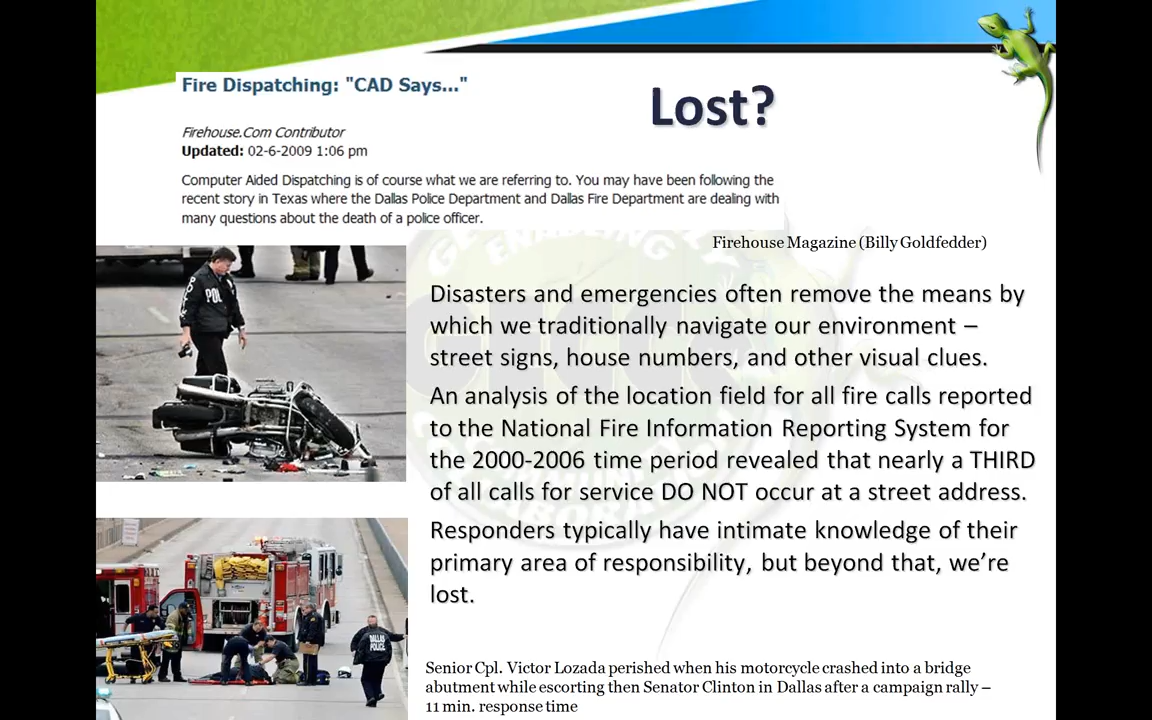 Fire Dispatching: "CAD Says..."
Lost?
Firehouse.Com Contributor
Updated: 02-6-2009 1:06 pm
Computer Aided Dispatching is of course what we are referring to. You may have been following the
recent story in Texas where the Dallas Police Department and Dallas Fire Department are dealing with
many questions about the death of a police officer.
Firehouse Magazine (Billy Goldfedder)
ENABLING
POL
Disasters and emergencies often remove the means by
which we traditionally navigate our environment –
street signs, house numbers, and other visual clues.
An analysis of the location field for all fire calls reported
to the National Fire Information Reporting System for
the 2000-2006 time period revealed that nearly a THIRD
of all calls for service DO NOT occur at a street address.
Responders typically have intimate knowledge of their
primary area of responsibility, but beyond that, we’re
lost.
DALLAS
POLICE
Senior Cpl. Victor Lozada perished when his motorcycle crashed into a bridge
abutment while escorting then Senator Clinton in Dallas after a campaign rally –
11 min. response time